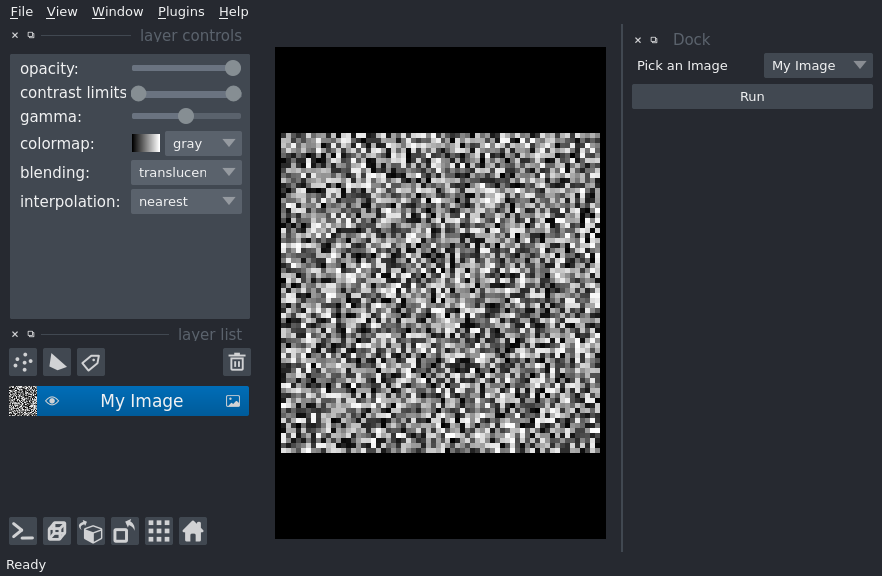 File View Window Plugins Help
layer controls
opacity:
contrast limits
gamma:
colormap: gray
blending: translucen
interpolation: nearest
layer list
My Image
Ready
Dock
Pick an Image My Image
Run